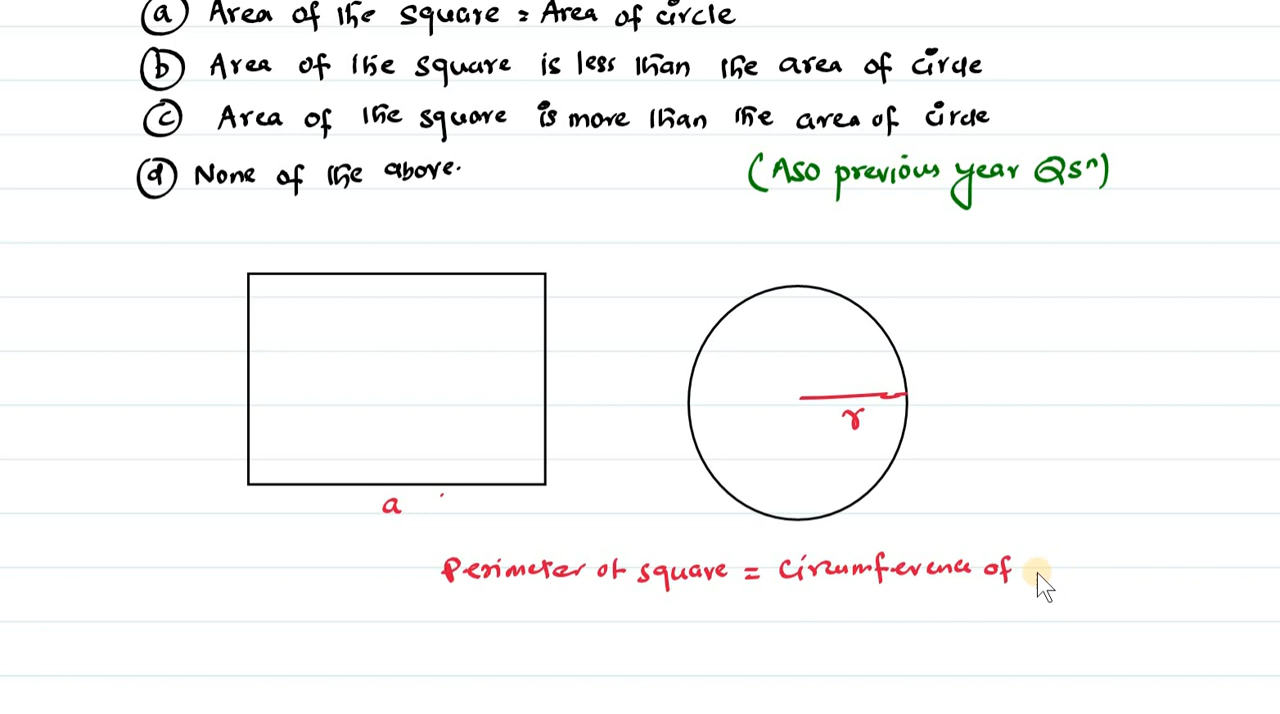 (a) Area of the square = Area of circle
(b) Area of the square is less than the area of circle
(c) Area of the square is more than the area of circle
(d) None of the above.
(ASO previous year Qsⁿ)
r
a
Perimeter of square = circumference of